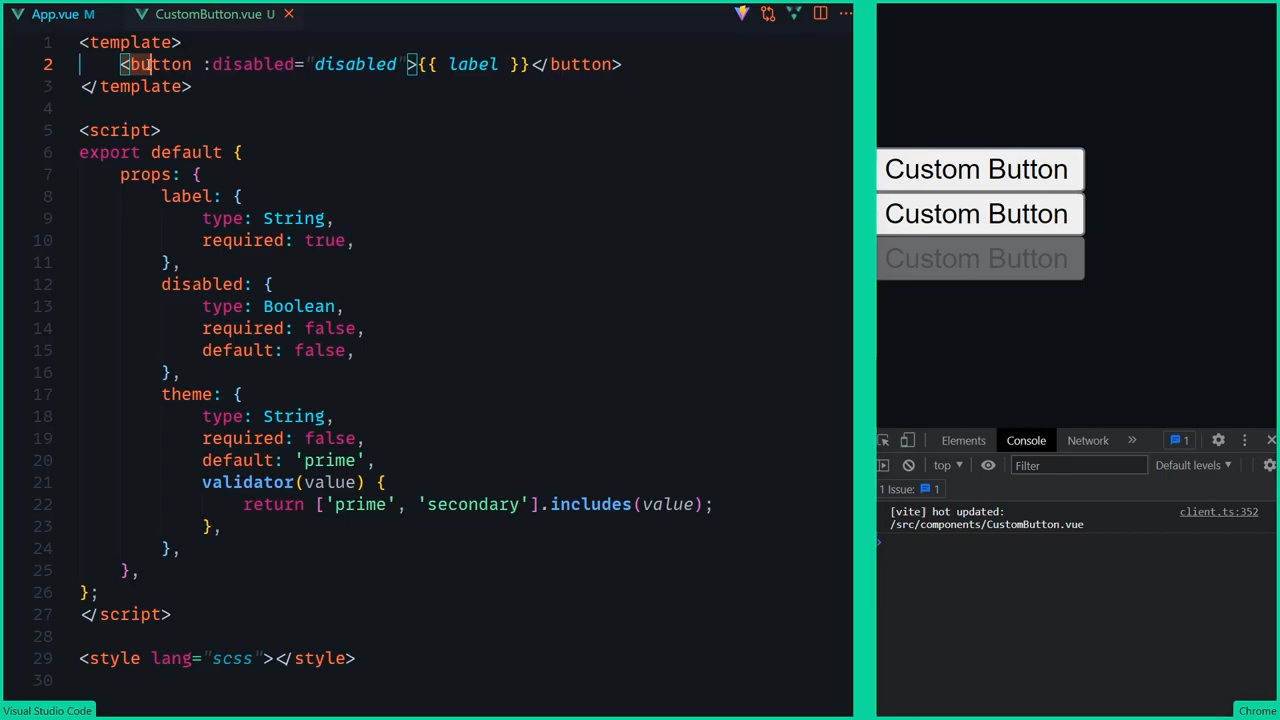 App.vue M
CustomButton.vue U
1 <template>
2 <button :disabled="disabled">{{ label }}</button>
3 </template>
4
5 <script>
6 export default {
7 props: {
8 label: {
9 type: String,
10 required: true,
11 },
12 disabled: {
13 type: Boolean,
14 required: false,
15 default: false,
16 },
17 theme: {
18 type: String,
19 required: false,
20 default: 'prime',
21 validator(value) {
22 return ['prime', 'secondary'].includes(value);
23 },
24 },
25 },
26 };
27 </script>
28
29 <style lang="scss"></style>
30
Visual Studio Code
Custom Button
Custom Button
Custom Button
Elements Console Network » 1
top Filter Default levels
1 Issue: 1
[vite] hot updated: client.ts:352
/src/components/CustomButton.vue
Chrome